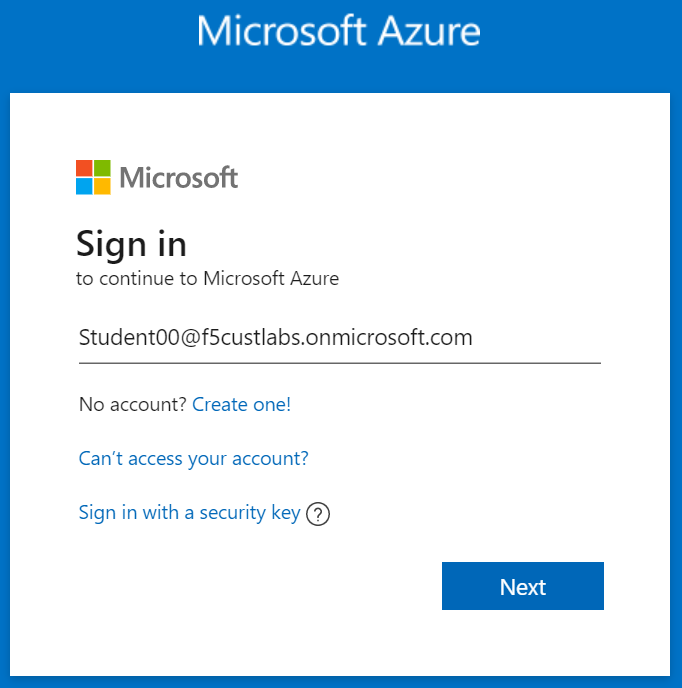 Microsoft Azure
Microsoft
Sign in
to continue to Microsoft Azure
Student00@f5custlabs.onmicrosoft.com
No account? Create one!
Can’t access your account?
Sign in with a security key ?
Next